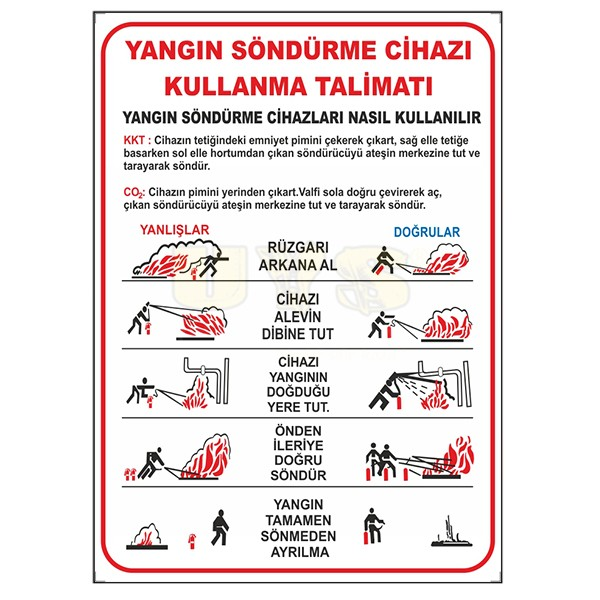 YANGIN SÖNDÜRME CİHAZI
KULLANMA TALİMATI
YANGIN SÖNDÜRME CİHAZLARI NASIL KULLANILIR
KKT : Cihazın tetiğindeki emniyet pimini çekerek çıkart, sağ elle tetiğe
basarken sol elle hortumdan çıkan söndürücüyü ateşin merkezine tut ve
tarayarak söndür.
CO2: Cihazın pimini yerinden çıkart.Valfi sola doğru çevirerek aç,
çıkan söndürücüyü ateşin merkezine tut ve tarayarak söndür.
YANLIŞLAR
DOĞRULAR
RÜZGARI
ARKANA AL
CİHAZI
ALEVİN
DİBİNE TUT
CİHAZI
YANGININ
DOĞDUĞU
YERE TUT.
ÖNDEN
İLERİYE
DOĞRU
SÖNDÜR
YANGIN
TAMAMEN
SÖNMEDEN
AYRILMA
UYS